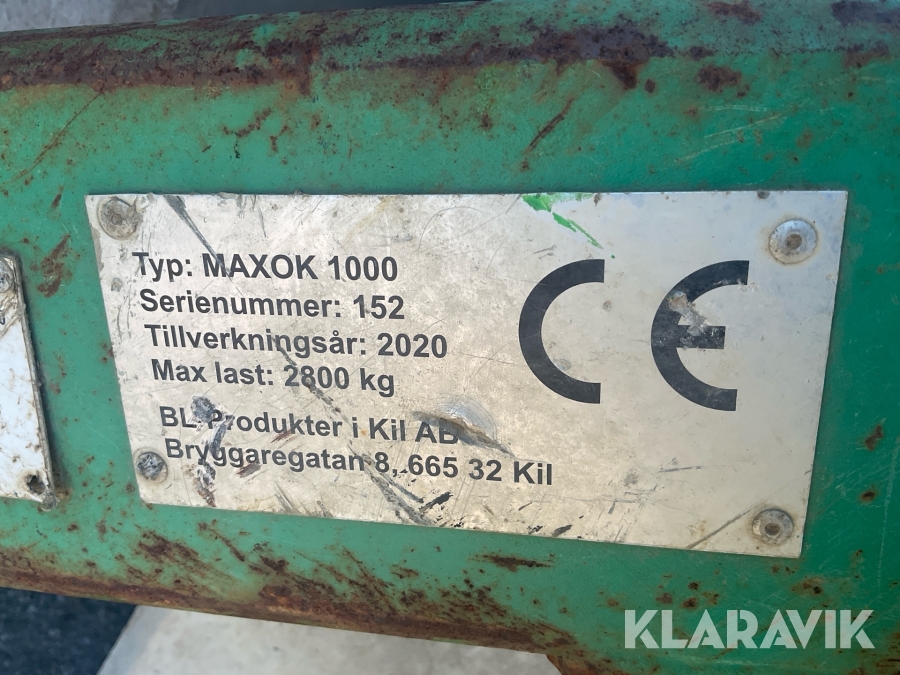 Typ: MAXOK 1000
Serienummer: 152
Tillverkningsår: 2020
Max last: 2800 kg
BL Produkter i Kil AB
Bryggaregatan 8, 665 32 Kil
CE
KLARAVIK